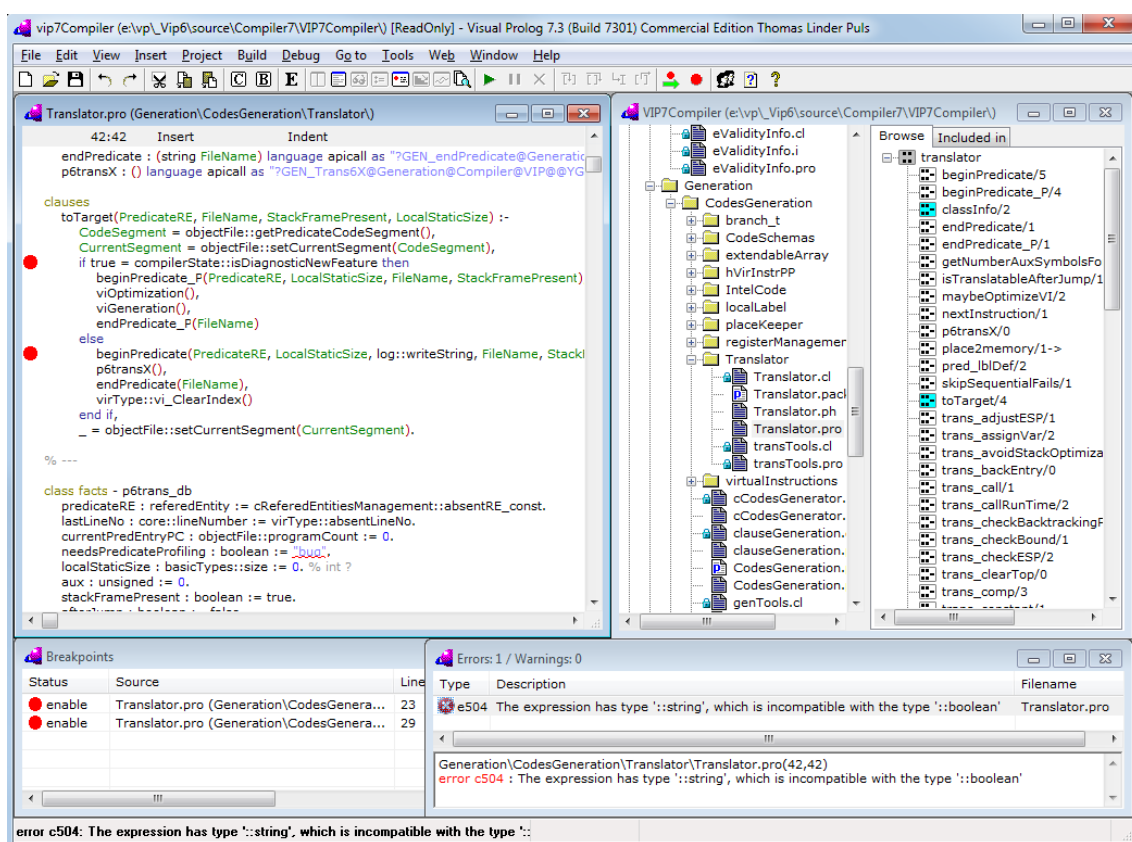 vip7Compiler (e:\vp\_Vip6\source\Compiler7\VIP7Compiler\) [ReadOnly] - Visual Prolog 7.3 (Build 7301) Commercial Edition Thomas Linder Puls
File Edit View Insert Project Build Debug Go to Tools Web Window Help
Translator.pro (Generation\CodesGeneration\Translator\)
42:42 Insert Indent
endPredicate : (string FileName) language apicall as "?GEN_endPredicate@Generatic
p6transX : () language apicall as "?GEN_Trans6X@Generation@Compiler@VIP@@YG
clauses
toTarget(PredicateRE, FileName, StackFramePresent, LocalStaticSize) :-
CodeSegment = objectFile::getPredicateCodeSegment(),
CurrentSegment = objectFile::setCurrentSegment(CodeSegment),
if true = compilerState::isDiagnosticNewFeature then
beginPredicate_P(PredicateRE, LocalStaticSize, FileName, StackFramePresent)
viOptimization(),
viGeneration(),
endPredicate_P(FileName)
else
beginPredicate(PredicateRE, LocalStaticSize, log::writeString, FileName, Stackl
p6transX(),
endPredicate(FileName),
virType::vi_ClearIndex()
end if,
_ = objectFile::setCurrentSegment(CurrentSegment).
% ---
class facts - p6trans_db
predicateRE : referedEntity := cReferedEntitiesManagement::absentRE_const.
lastLineNo : core::lineNumber := virType::absentLineNo.
currentPredEntryPC : objectFile::programCount := 0.
needsPredicateProfiling : boolean := "bug".
localStaticSize : basicTypes::size := 0. % int ?
aux : unsigned := 0.
stackFramePresent : boolean := true.
VIP7Compiler (e:\vp\_Vip6\source\Compiler7\VIP7Compiler\)
eValidityInfo.cl
eValidityInfo.i
eValidityInfo.pro
Generation
CodesGeneration
branch_t
CodeSchemas
extendableArray
hVirInstrPP
IntelCode
localLabel
placeKeeper
registerManagemer
Translator
Translator.cl
Translator.pack
Translator.ph
Translator.pro
transTools.cl
transTools.pro
virtualInstructions
cCodesGenerator.
cCodesGenerator.
clauseGeneration.
clauseGeneration.
CodesGeneration.
CodesGeneration.
genTools.cl
Browse Included in
translator
beginPredicate/5
beginPredicate_P/4
classInfo/2
endPredicate/1
endPredicate_P/1
getNumberAuxSymbolsFo
isTranslatableAfterJump/1
maybeOptimizeVI/2
nextInstruction/1
p6transX/0
place2memory/1->
pred_lblDef/2
skipSequentialFails/1
toTarget/4
trans_adjustESP/1
trans_assignVar/2
trans_avoidStackOptimiza
trans_backEntry/0
trans_call/1
trans_callRunTime/2
trans_checkBacktrackingF
trans_checkBound/1
trans_checkESP/2
trans_clearTop/0
trans_comp/3
Breakpoints
Status Source Line
enable Translator.pro (Generation\CodesGenera... 23
enable Translator.pro (Generation\CodesGenera... 29
Errors: 1 / Warnings: 0
Type Description Filename
e504 The expression has type '::string', which is incompatible with the type '::boolean' Translator.pro
Generation\CodesGeneration\Translator\Translator.pro(42,42)
error c504 : The expression has type '::string', which is incompatible with the type '::boolean'
error c504: The expression has type '::string', which is incompatible with the type '::